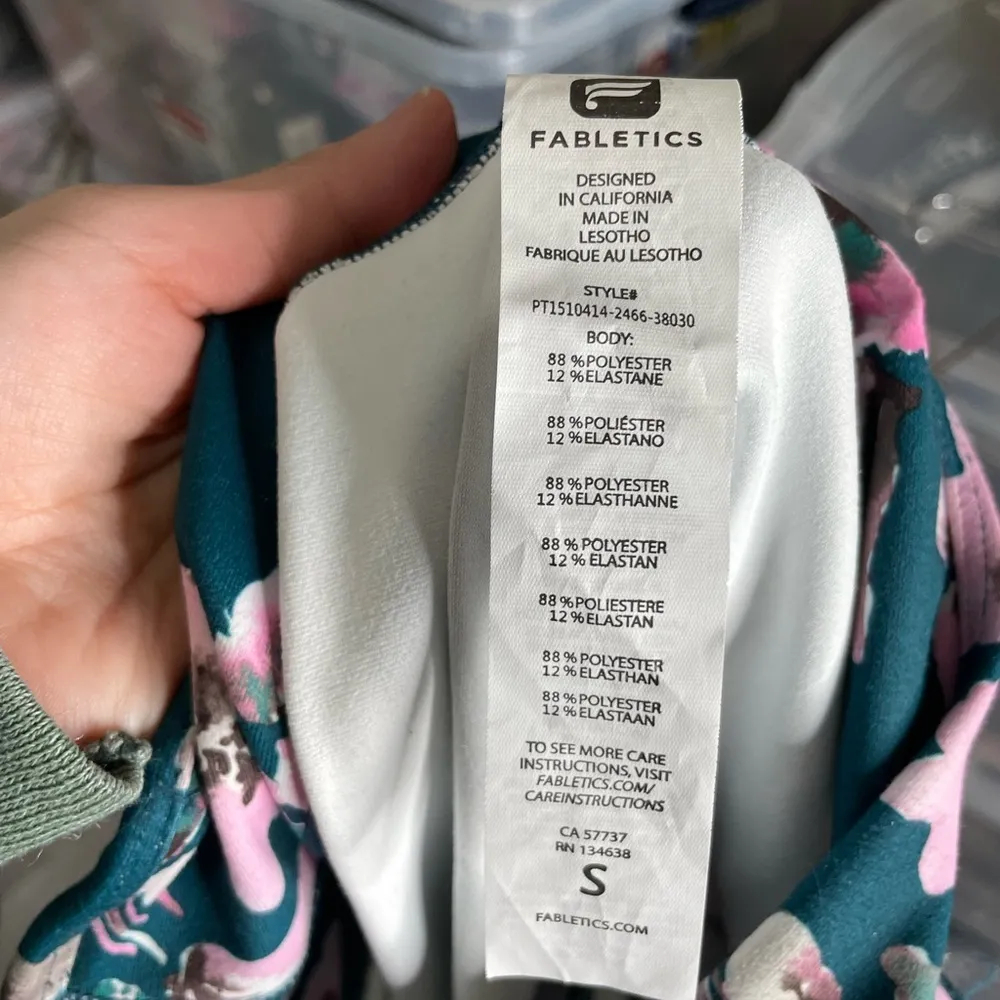 FABLETICS
DESIGNED
IN CALIFORNIA
MADE IN
LESOTHO
FABRIQUE AU LESOTHO
STYLE#
PT1510414-2466-38030
BODY:
88 % POLYESTER
12 % ELASTANE
88 % POLIÉSTER
12 % ELASTANO
88 % POLYESTER
12 % ELASTHANNE
88 % POLYESTER
12 % ELASTAN
88 % POLIESTERE
12 % ELASTAN
88 % POLYESTER
12 % ELASTHAN
88 % POLYESTER
12 % ELASTAAN
TO SEE MORE CARE
INSTRUCTIONS, VISIT
FABLETICS.COM/
CAREINSTRUCTIONS
CA 57737
RN 134638
S
FABLETICS.COM